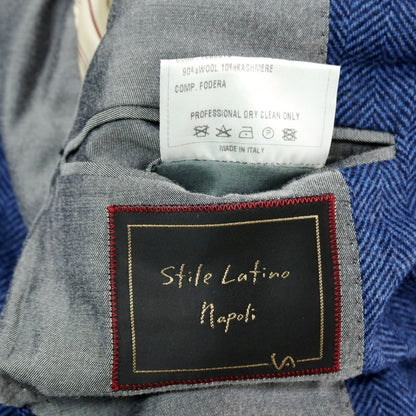 90%WOOL 10%KASHMERE
COMP. FODERA
PROFESSIONAL DRY CLEAN ONLY
MADE IN ITALY
Stile Latino
Napoli